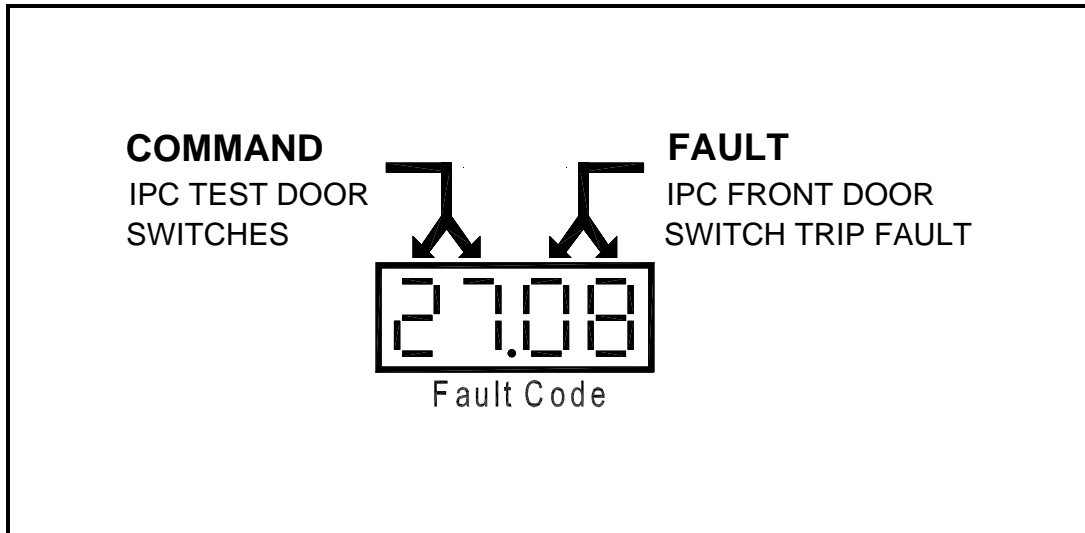 COMMAND
IPC TEST DOOR
SWITCHES
FAULT
IPC FRONT DOOR
SWITCH TRIP FAULT
27.08
Fault Code